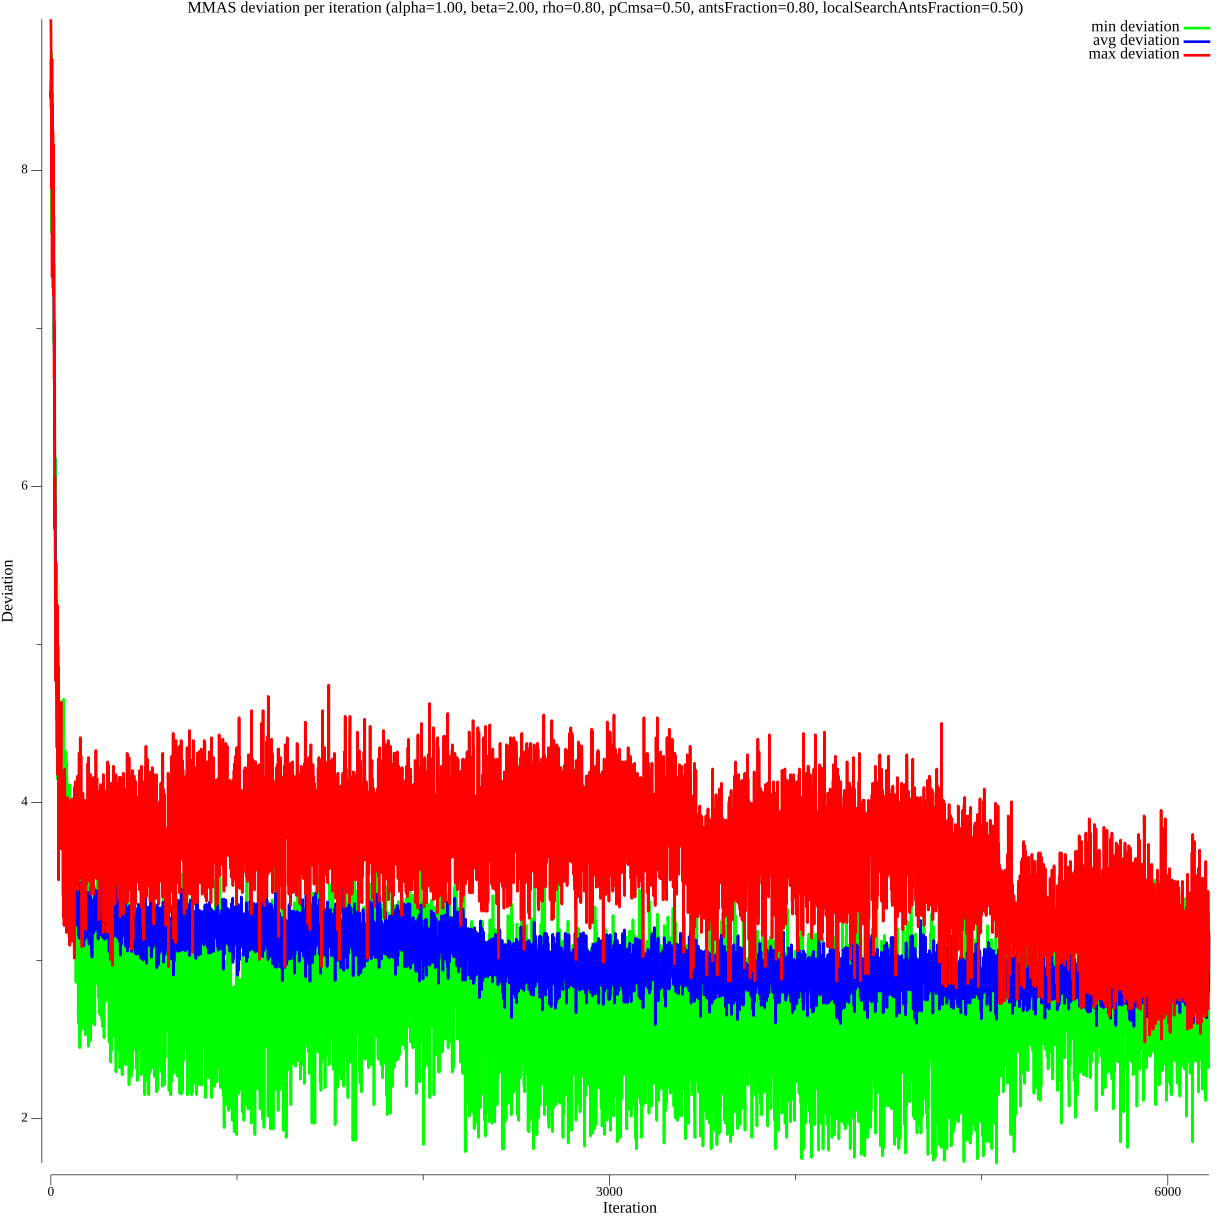 MMAS deviation per iteration (alpha=1.00, beta=2.00, rho=0.80, pCmsa=0.50, antsFraction=0.80, localSearchAntsFraction=0.50)
min deviation
avg deviation
max deviation
8
6
4
2
Deviation
0
3000
6000
Iteration